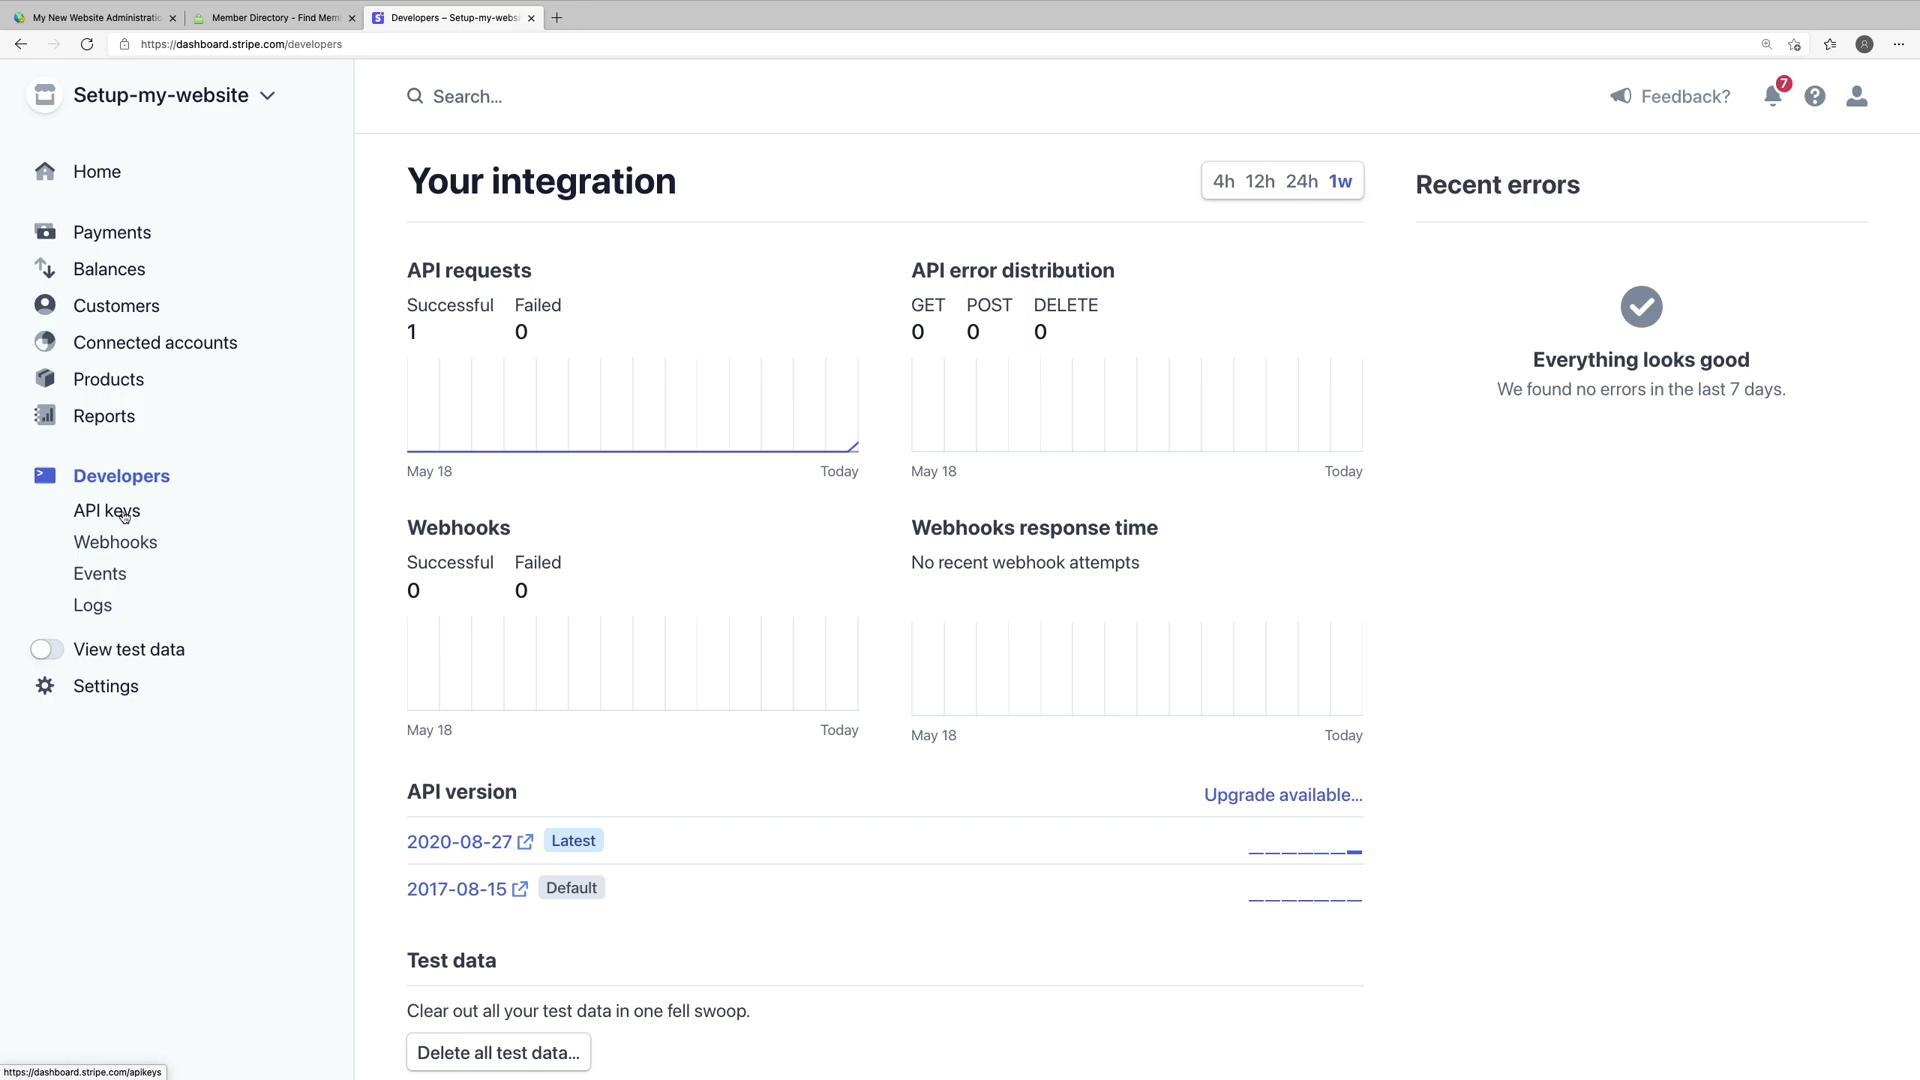 My New Website Administratio
Member Directory - Find Mem
Developers – Setup-my-websi
https://dashboard.stripe.com/developers
Setup-my-website
Search...
Feedback?
7
Home
Payments
Balances
Customers
Connected accounts
Products
Reports
Developers
API keys
Webhooks
Events
Logs
View test data
Settings
Your integration
4h 12h 24h 1w
API requests
Successful Failed
1 0
May 18 Today
API error distribution
GET POST DELETE
0 0 0
May 18 Today
Webhooks
Successful Failed
0 0
May 18 Today
Webhooks response time
No recent webhook attempts
May 18 Today
API version
Upgrade available...
2020-08-27 Latest
2017-08-15 Default
Test data
Clear out all your test data in one fell swoop.
Delete all test data...
Recent errors
Everything looks good
We found no errors in the last 7 days.
https://dashboard.stripe.com/apikeys